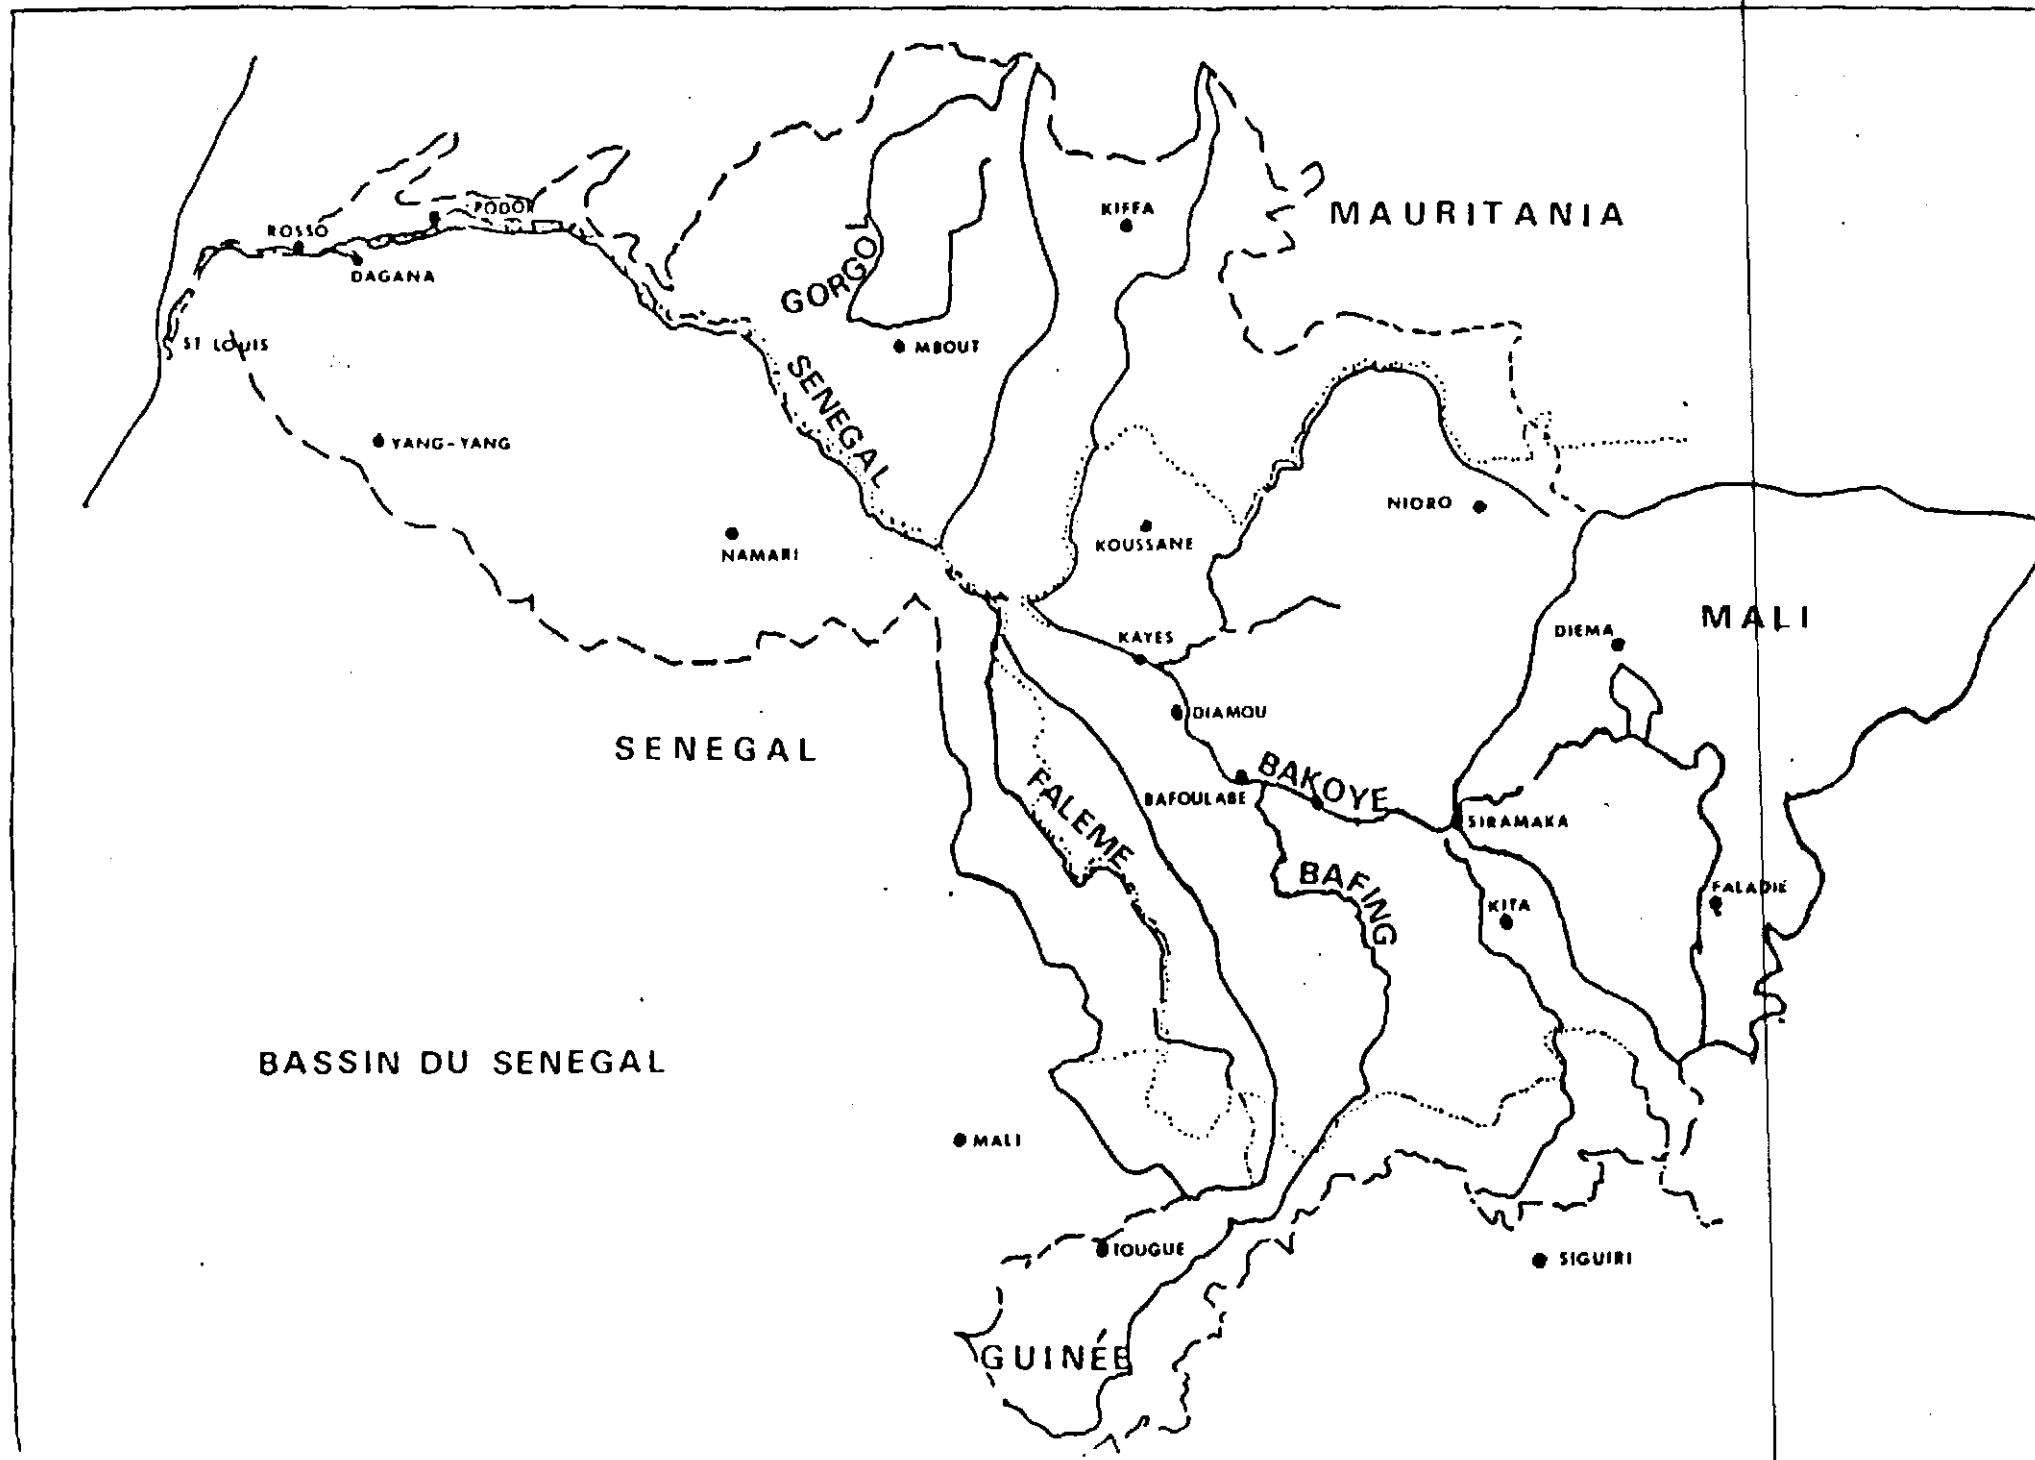 MAURITANIA
KIFFA
PODOR
ROSSO
DAGANA
GORGOL
ST LOUIS
MBOUT
SENEGAL
YANG-YANG
NIORO
NAMARI
KOUSSANE
MALI
DIEMA
KAYES
DIAMOU
SENEGAL
BAKOYE
BAFOULABE
FALEME
SIRAMAKA
BAFING
KITA
FALADIE
BASSIN DU SENEGAL
MALI
TOUGUE
SIGUIRI
GUINÉE